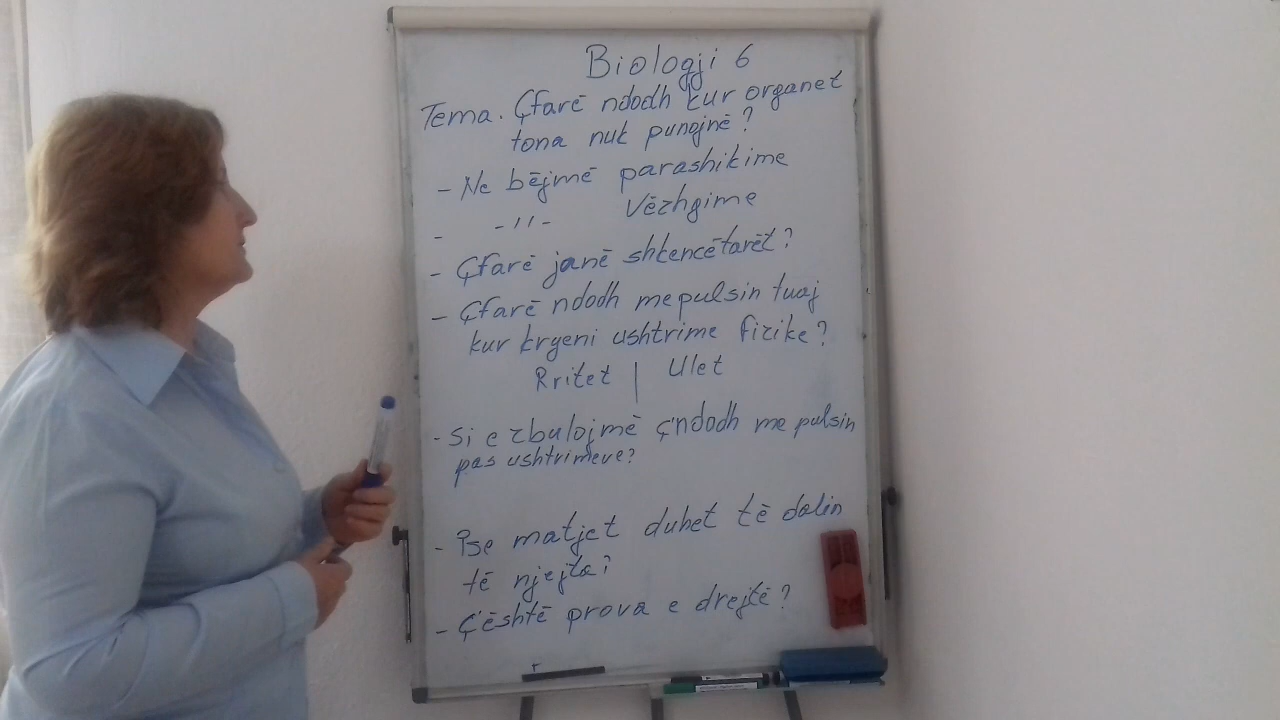 Biologji 6
Tema. Çfarë ndodh kur organet
tona nuk punojnë?
- Ne bëjmë parashikime
- -//- Vëzhgime
- Çfarë janë shkencëtarët?
- Çfarë ndodh me pulsin tuaj
kur kryeni ushtrime fizike?
Rritet | Ulet
- Si e zbulojmë ç'ndodh me pulsin
pas ushtrimeve?
- Pse matjet duhet të dalin
të njejta?
- Ç'është prova e drejtë?